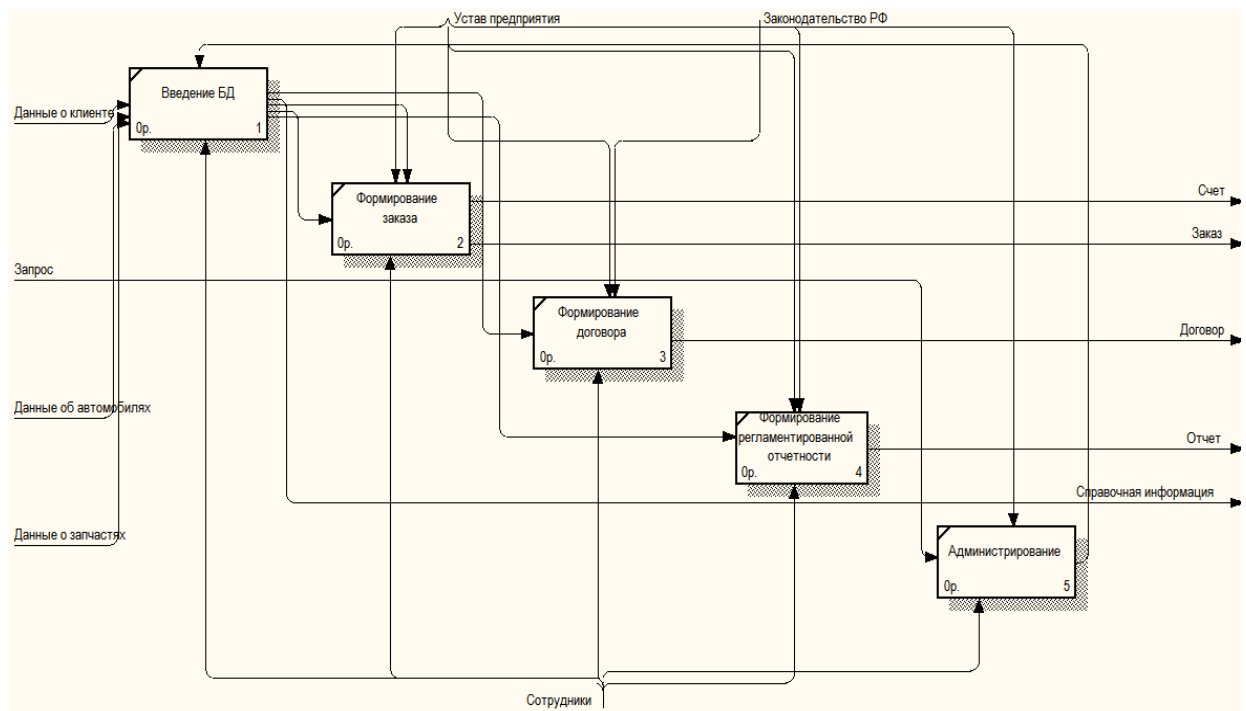 Устав предприятия
Законодательство РФ
Введение БД
0р.
1
Данные о клиенте
Формирование
заказа
0р.
2
Счет
Заказ
Запрос
Формирование
договора
0р.
3
Договор
Данные об автомобилях
Формирование
регламентированной
отчетности
0р.
4
Отчет
Справочная информация
Данные о запчастях
Администрирование
0р.
5
Сотрудники